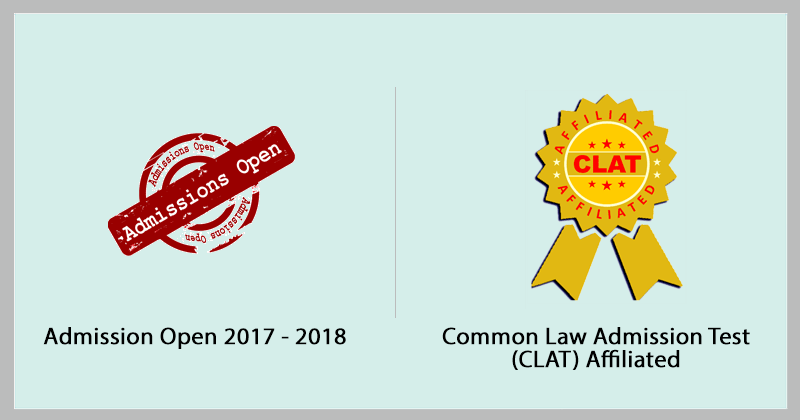 Admissions Open
Admissions Open
Admissions Open
Admission Open 2017 - 2018
AFFILIATED
CLAT
AFFILIATED
Common Law Admission Test
(CLAT) Affiliated